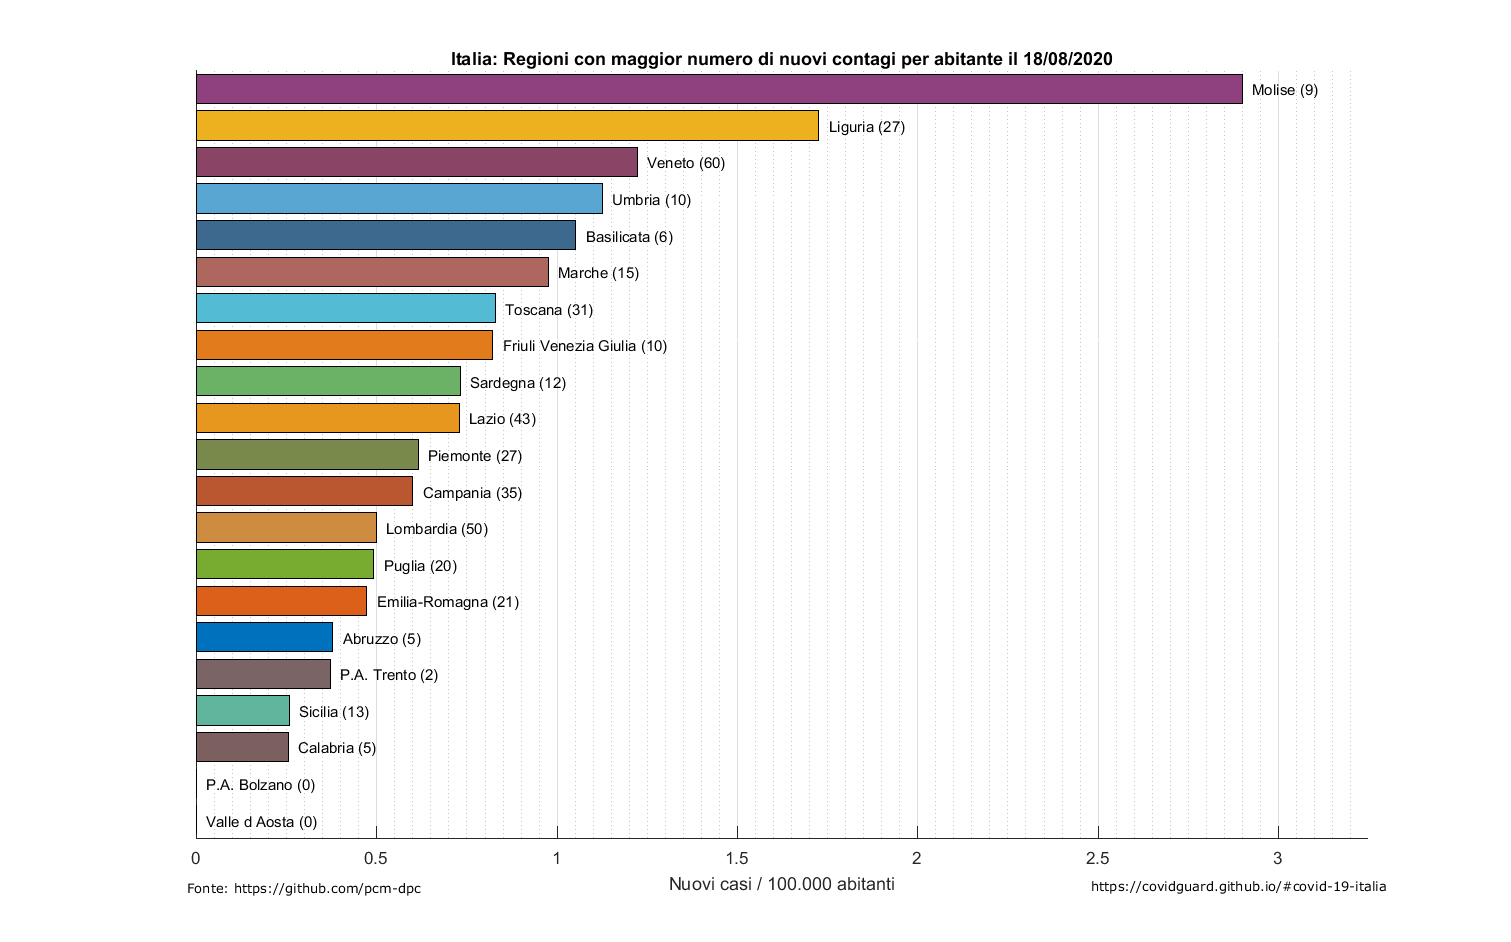 Italia: Regioni con maggior numero di nuovi contagi per abitante il 18/08/2020
Molise (9)
Liguria (27)
Veneto (60)
Umbria (10)
Basilicata (6)
Marche (15)
Toscana (31)
Friuli Venezia Giulia (10)
Sardegna (12)
Lazio (43)
Piemonte (27)
Campania (35)
Lombardia (50)
Puglia (20)
Emilia-Romagna (21)
Abruzzo (5)
P.A. Trento (2)
Sicilia (13)
Calabria (5)
P.A. Bolzano (0)
Valle d Aosta (0)
0 0.5 1 1.5 2 2.5 3
Nuovi casi / 100.000 abitanti
Fonte: https://github.com/pcm-dpc
https://covidguard.github.io/#covid-19-italia